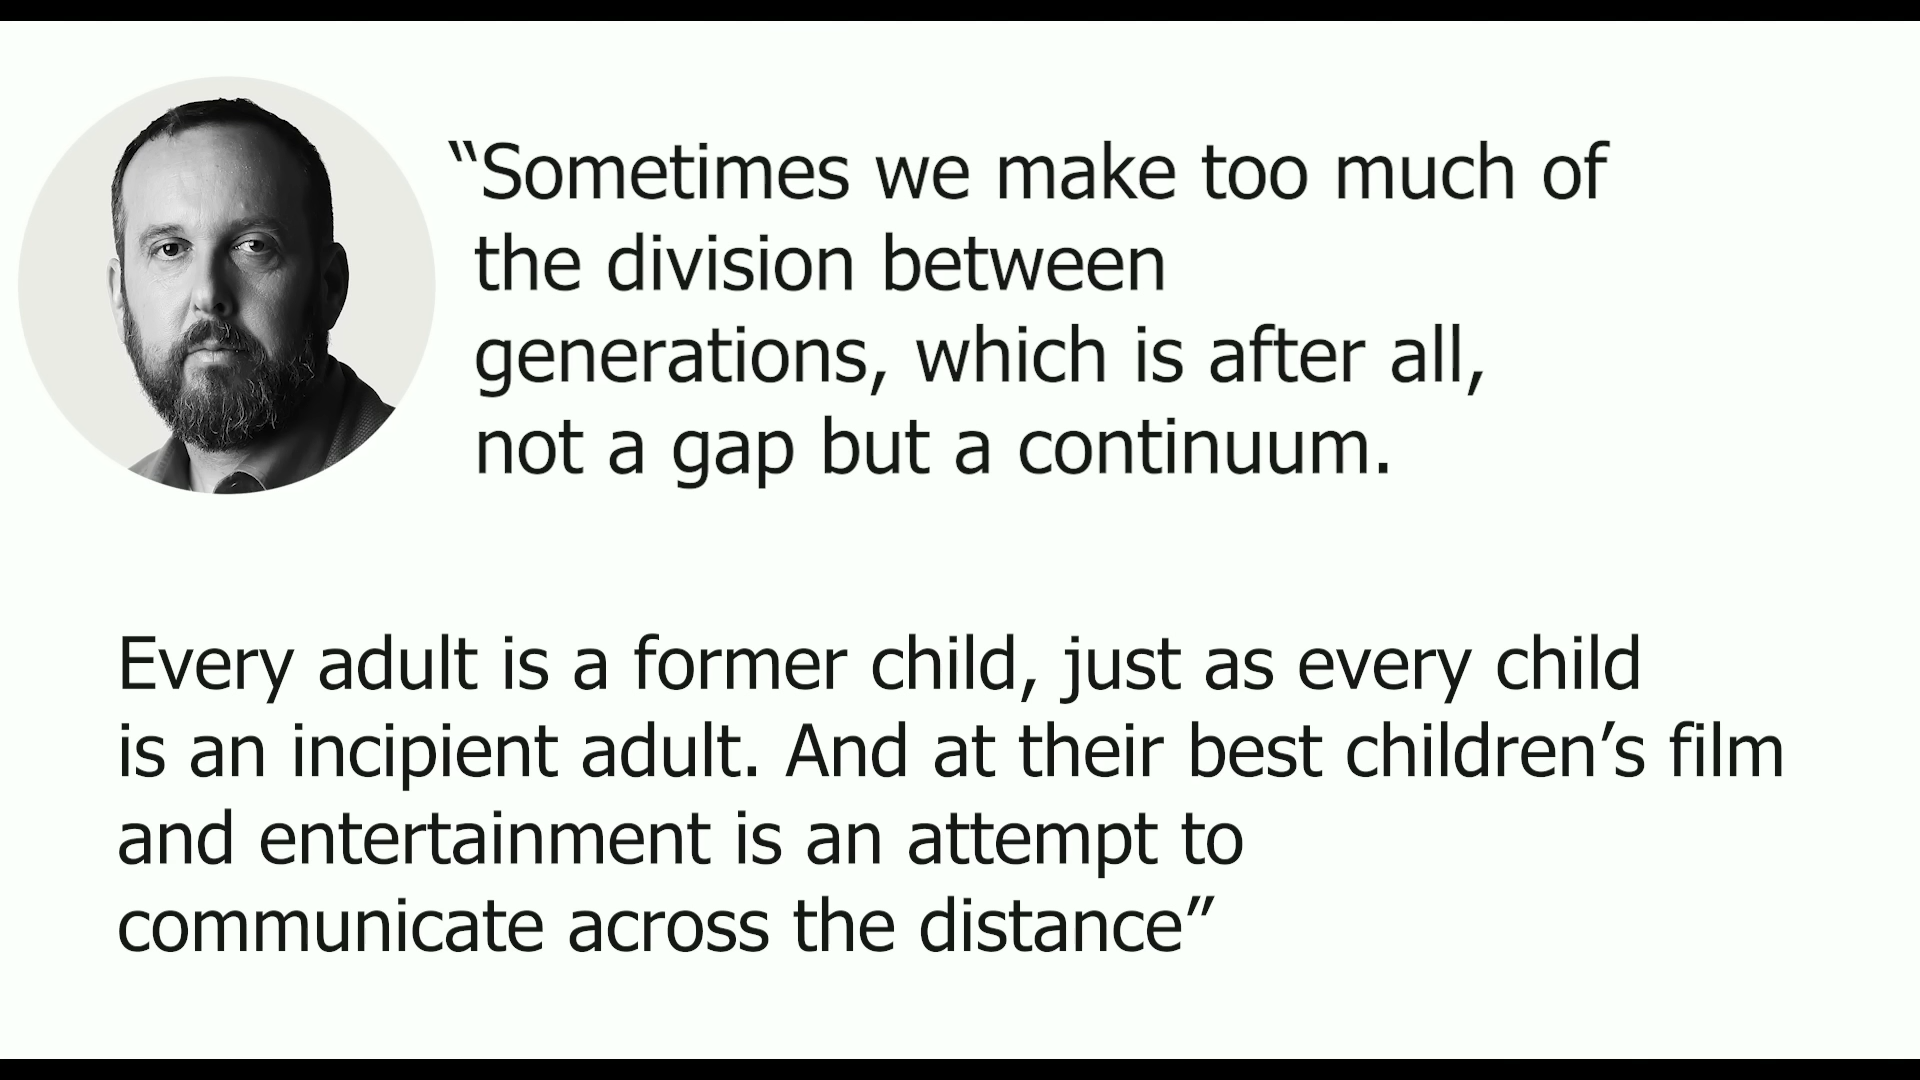 “Sometimes we make too much of
the division between
generations, which is after all,
not a gap but a continuum.
Every adult is a former child, just as every child
is an incipient adult. And at their best children’s film
and entertainment is an attempt to
communicate across the distance”